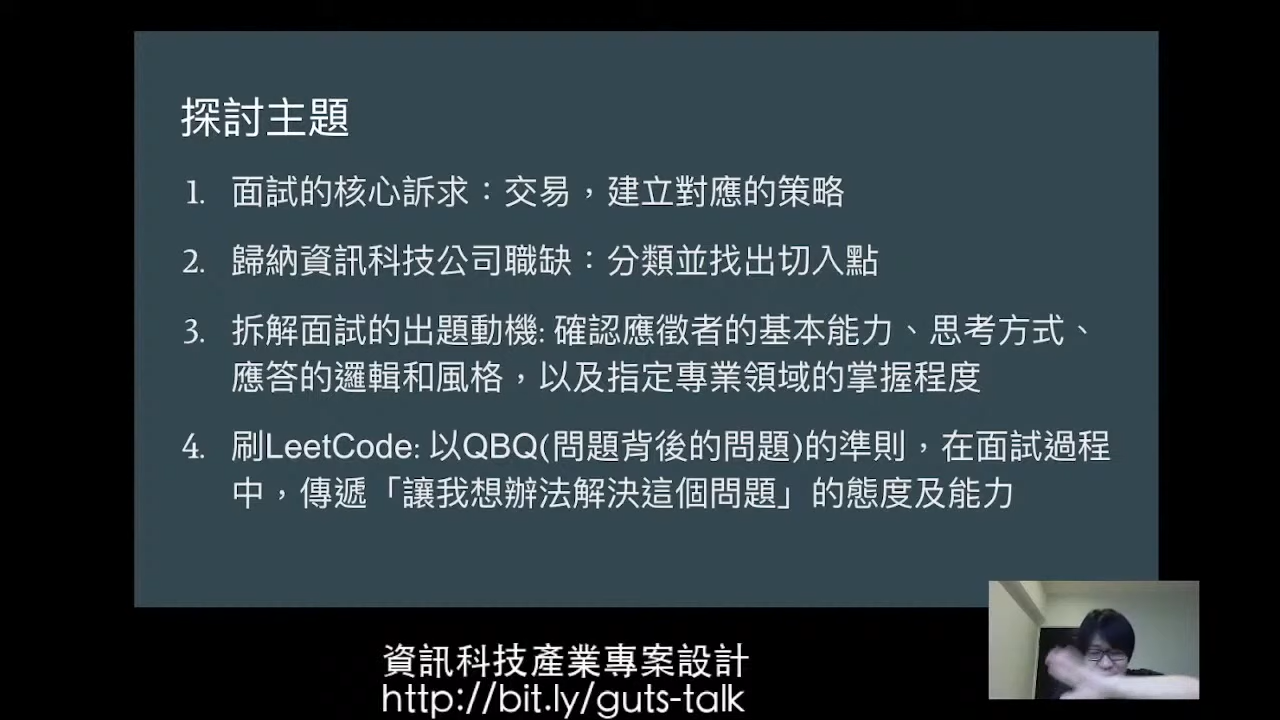 探討主題
1. 面試的核心訴求：交易，建立對應的策略
2. 歸納資訊科技公司職缺：分類並找出切入點
3. 拆解面試的出題動機: 確認應徵者的基本能力、思考方式、
應答的邏輯和風格，以及指定專業領域的掌握程度
4. 刷LeetCode: 以QBQ(問題背後的問題)的準則，在面試過程
中，傳遞「讓我想辦法解決這個問題」的態度及能力
資訊科技產業專案設計
http://bit.ly/guts-talk